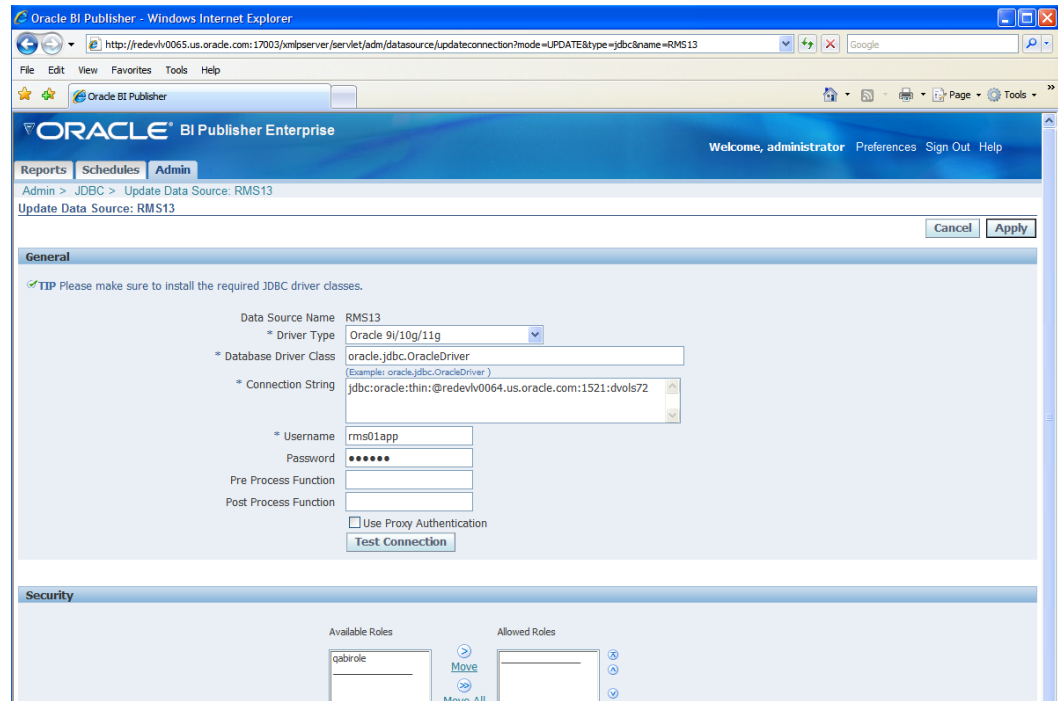 Oracle BI Publisher - Windows Internet Explorer
http://redevlv0065.us.oracle.com:17003/xmlpserver/servlet/adm/datasource/updateconnection?mode=UPDATE&type=jdbc&name=RMS13
Google
File Edit View Favorites Tools Help
Oracle BI Publisher
Page Tools
ORACLE® BI Publisher Enterprise
Welcome, administrator Preferences Sign Out Help
Reports Schedules Admin
Admin > JDBC > Update Data Source: RMS13
Update Data Source: RMS13
Cancel Apply
General
TIP Please make sure to install the required JDBC driver classes.
Data Source Name RMS13
* Driver Type Oracle 9i/10g/11g
* Database Driver Class oracle.jdbc.OracleDriver
(Example: oracle.jdbc.OracleDriver )
* Connection String jdbc:oracle:thin:@redevlv0064.us.oracle.com:1521:dvols72
* Username rms01app
Password ••••••
Pre Process Function
Post Process Function
Use Proxy Authentication
Test Connection
Security
Available Roles Allowed Roles
qabirole
Move
Move All